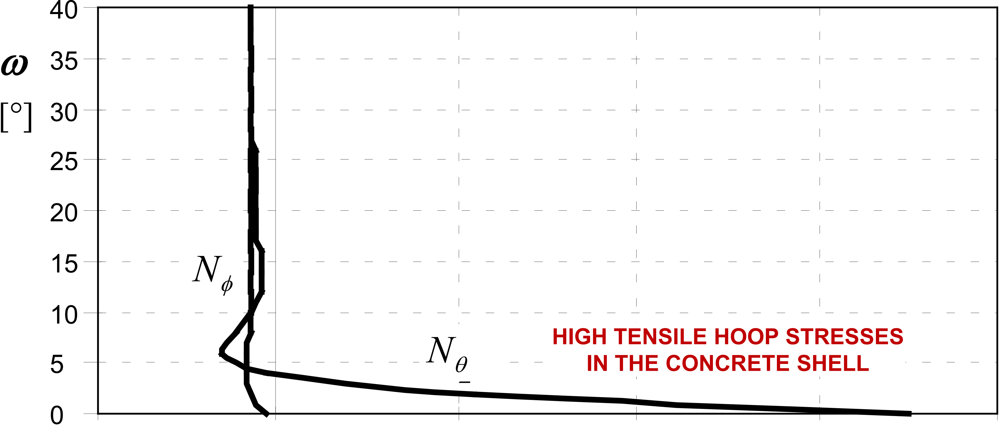 40
ω
35
[°]
30
25
20
15
Nϕ
10
HIGH TENSILE HOOP STRESSES
Nθ
5
IN THE CONCRETE SHELL
0